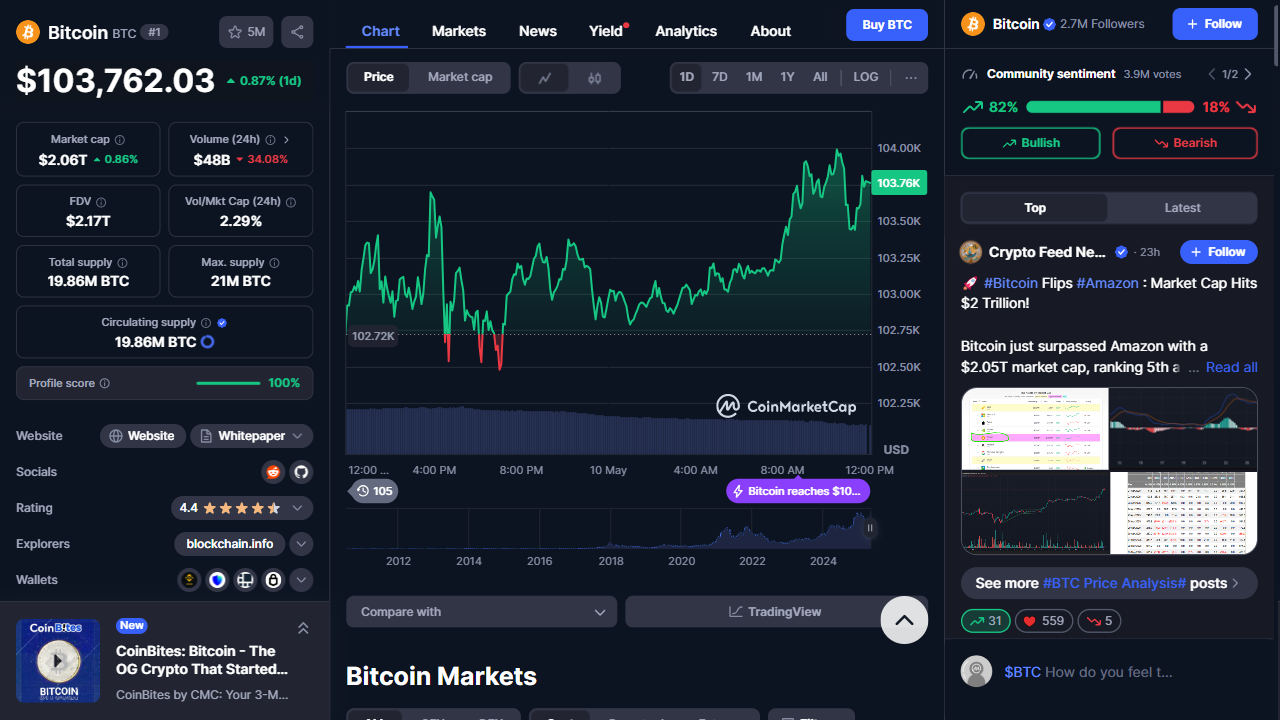 Bitcoin BTC #1
5M
$103,762.03 0.87% (1d)
Market cap
$2.06T 0.86%
Volume (24h)
$48B 34.08%
FDV
$2.17T
Vol/Mkt Cap (24h)
2.29%
Total supply
19.86M BTC
Max. supply
21M BTC
Circulating supply
19.86M BTC
Profile score 100%
Website Website Whitepaper
Socials
Rating 4.4
Explorers blockchain.info
Wallets
CoinBites
BITCOIN
New
CoinBites: Bitcoin - The
OG Crypto That Started...
CoinBites by CMC: Your 3-M...
Chart Markets News Yield Analytics About
Buy BTC
Price Market cap
1D 7D 1M 1Y All LOG ...
104.00K
103.76K
103.50K
103.25K
103.00K
102.75K
102.72K
102.50K
102.25K
CoinMarketCap
USD
12:00 ... 4:00 PM 8:00 PM 10 May 4:00 AM 8:00 AM 12:00 PM
105
Bitcoin reaches $10...
2012 2014 2016 2018 2020 2022 2024
Compare with
TradingView
Bitcoin Markets
Bitcoin 2.7M Followers
+ Follow
Community sentiment 3.9M votes 1/2
82% 18%
Bullish Bearish
Top Latest
Crypto Feed Ne... · 23h
+ Follow
🚀 #Bitcoin Flips #Amazon : Market Cap Hits
$2 Trillion!
Bitcoin just surpassed Amazon with a
$2.05T market cap, ranking 5th a ... Read all
See more #BTC Price Analysis# posts
31 559 5
$BTC How do you feel t...